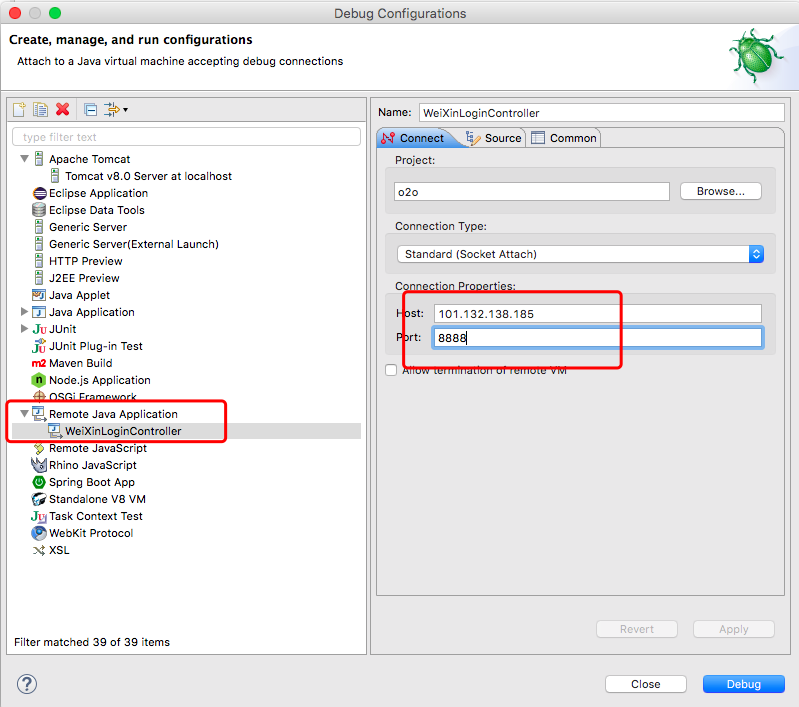 Debug Configurations
Create, manage, and run configurations
Attach to a Java virtual machine accepting debug connections
type filter text
Apache Tomcat
Tomcat v8.0 Server at localhost
Eclipse Application
Eclipse Data Tools
Generic Server
Generic Server(External Launch)
HTTP Preview
J2EE Preview
Java Applet
Java Application
JUnit
JUnit Plug-in Test
Maven Build
Node.js Application
OSGi Framework
Remote Java Application
WeiXinLoginController
Remote JavaScript
Rhino JavaScript
Spring Boot App
Standalone V8 VM
Task Context Test
WebKit Protocol
XSL
Filter matched 39 of 39 items
Name: WeiXinLoginController
Connect Source Common
Project:
o2o Browse...
Connection Type:
Standard (Socket Attach)
Connection Properties:
Host: 101.132.138.185
Port: 8888
Allow termination of remote VM
Revert Apply
? Close Debug